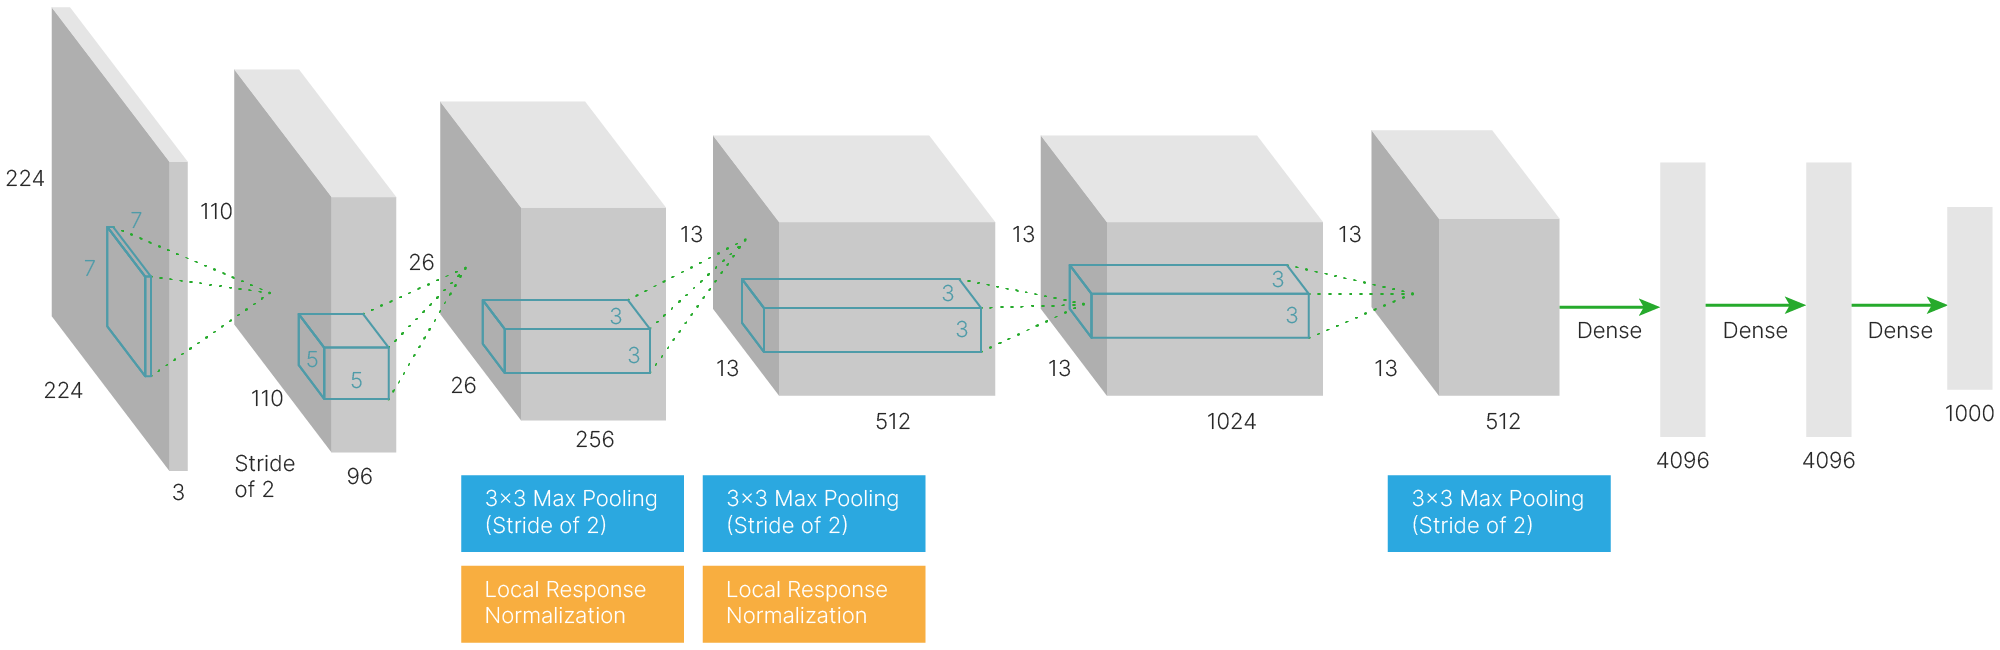 224
224
3
7
7
110
110
Stride
of 2
96
5
5
26
26
256
3
3
13
13
512
3
3
13
13
1024
3
3
13
13
512
Dense
4096
Dense
4096
Dense
1000
3×3 Max Pooling
(Stride of 2)
Local Response
Normalization
3×3 Max Pooling
(Stride of 2)
Local Response
Normalization
3×3 Max Pooling
(Stride of 2)